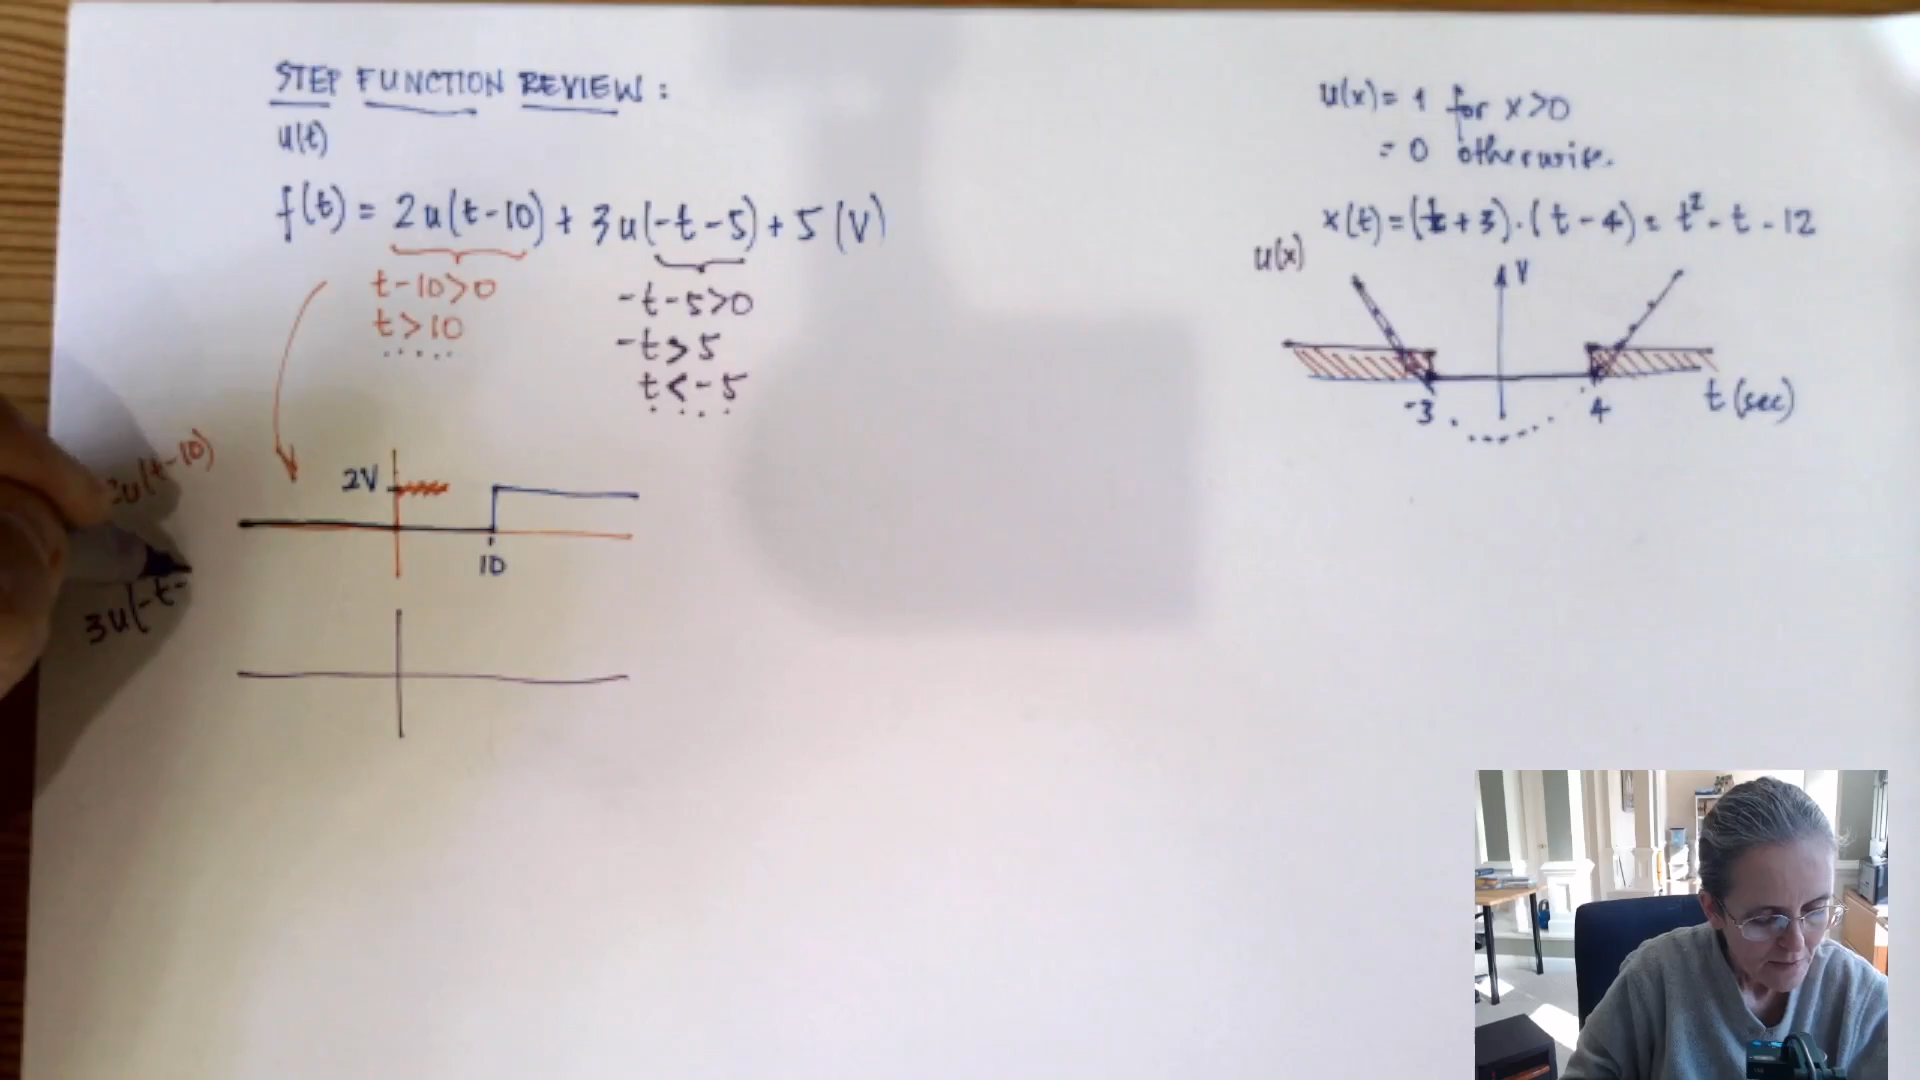 STEP FUNCTION REVIEW:
u(t)
f(t) = 2u(t-10) + 3u(-t-5) + 5 (V)
t-10>0
t>10
-t-5>0
-t>5
t<-5
2u(t-10)
2V
10
3u(-t-
u(x)= 1 for x>0
= 0 otherwise.
x(t)=(t+3)·(t-4)= t²-t-12
u(x)
V
-3
4
t(sec)